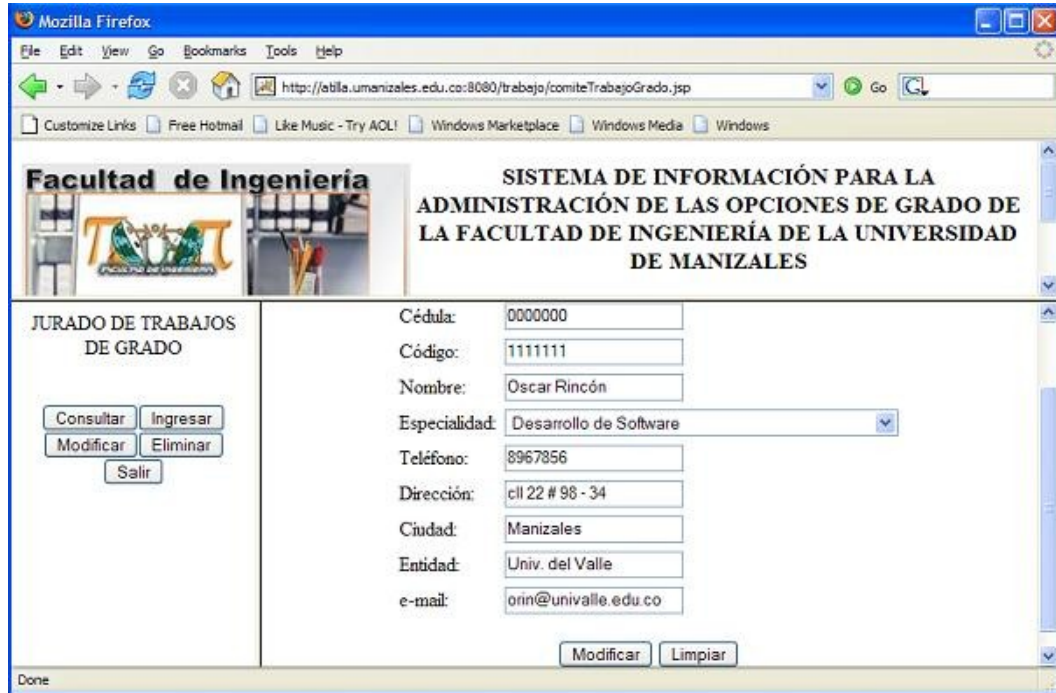 Mozilla Firefox
File Edit View Go Bookmarks Tools Help
http://atilla.umanizales.edu.co:8080/trabajo/comiteTrabajoGrado.jsp Go
Customize Links Free Hotmail Like Music - Try AOL! Windows Marketplace Windows Media Windows
Facultad de Ingeniería
FACULTAD DE INGENIERIA
SISTEMA DE INFORMACIÓN PARA LA
ADMINISTRACIÓN DE LAS OPCIONES DE GRADO DE
LA FACULTAD DE INGENIERÍA DE LA UNIVERSIDAD
DE MANIZALES
JURADO DE TRABAJOS
DE GRADO
Consultar Ingresar
Modificar Eliminar
Salir
Cédula: 0000000
Código: 1111111
Nombre: Oscar Rincón
Especialidad: Desarrollo de Software
Teléfono: 8967856
Dirección: cll 22 # 98 - 34
Ciudad: Manizales
Entidad: Univ. del Valle
e-mail: orin@univalle.edu.co
Modificar Limpiar
Done